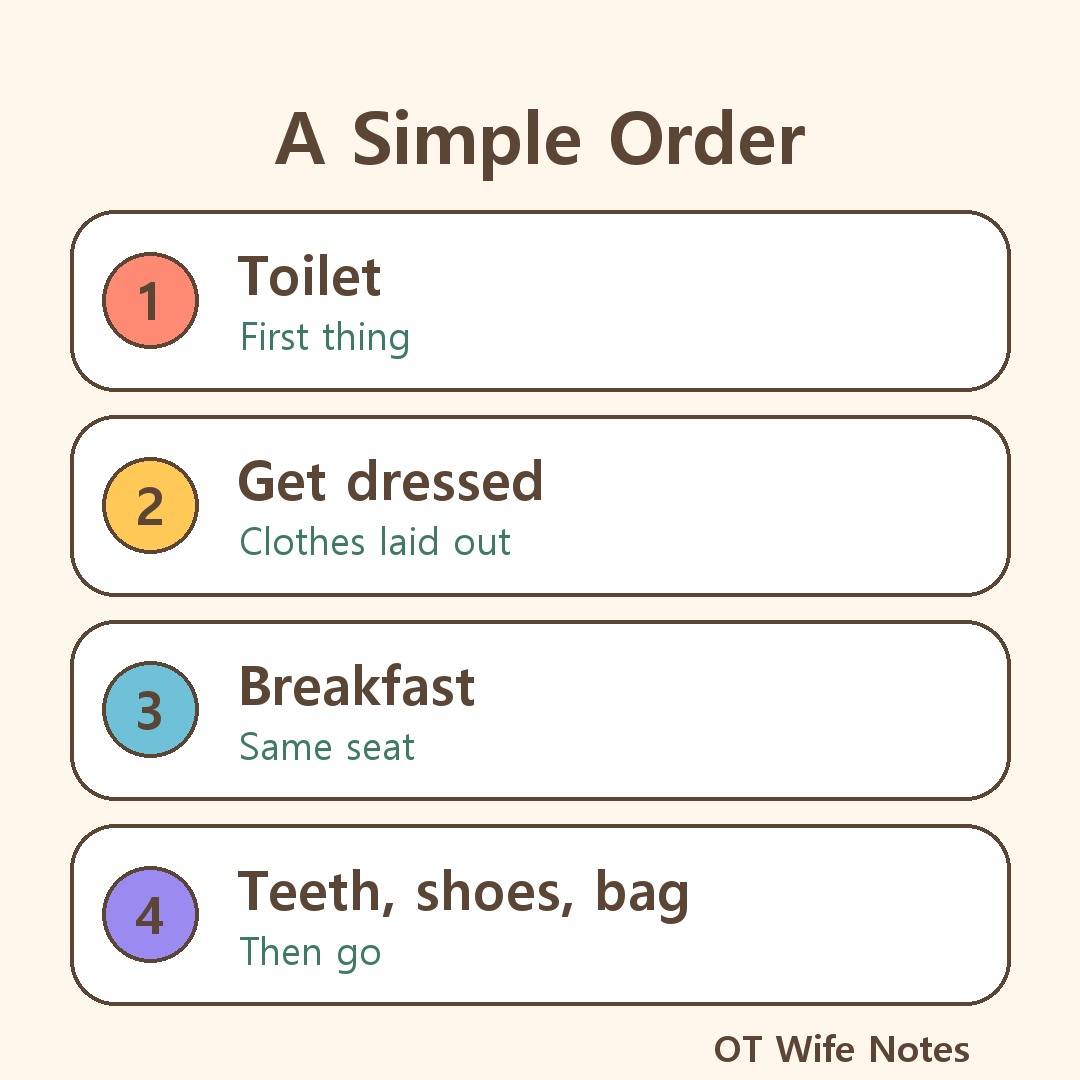 A Simple Order
1
Toilet
First thing
2
Get dressed
Clothes laid out
3
Breakfast
Same seat
4
Teeth, shoes, bag
Then go
OT Wife Notes